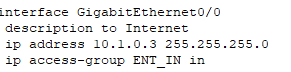 interface GigabitEthernet0/0
description to Internet
ip address 10.1.0.3 255.255.255.0
ip access-group ENT_IN in